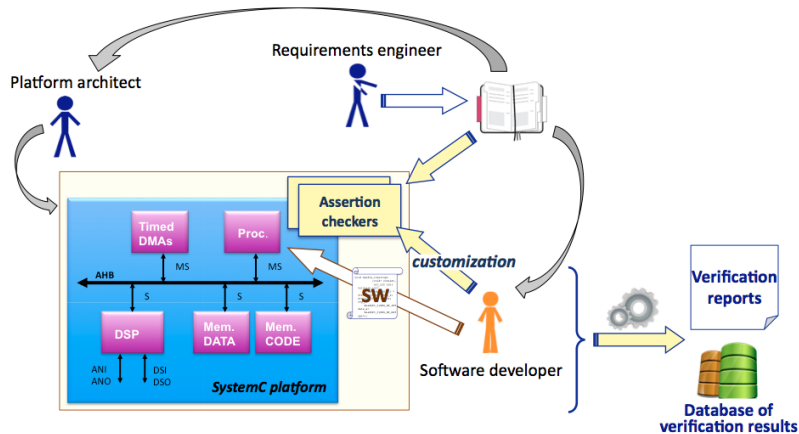 Requirements engineer
Platform architect
Assertion
checkers
Timed
DMAs
Proc.
MS
MS
AHB
customization
S
S
S
SW
DSP
Mem.
DATA
Mem.
CODE
ANI
ANO
DSI
DSO
SystemC platform
Software developer
Verification
reports
Database of
verification results